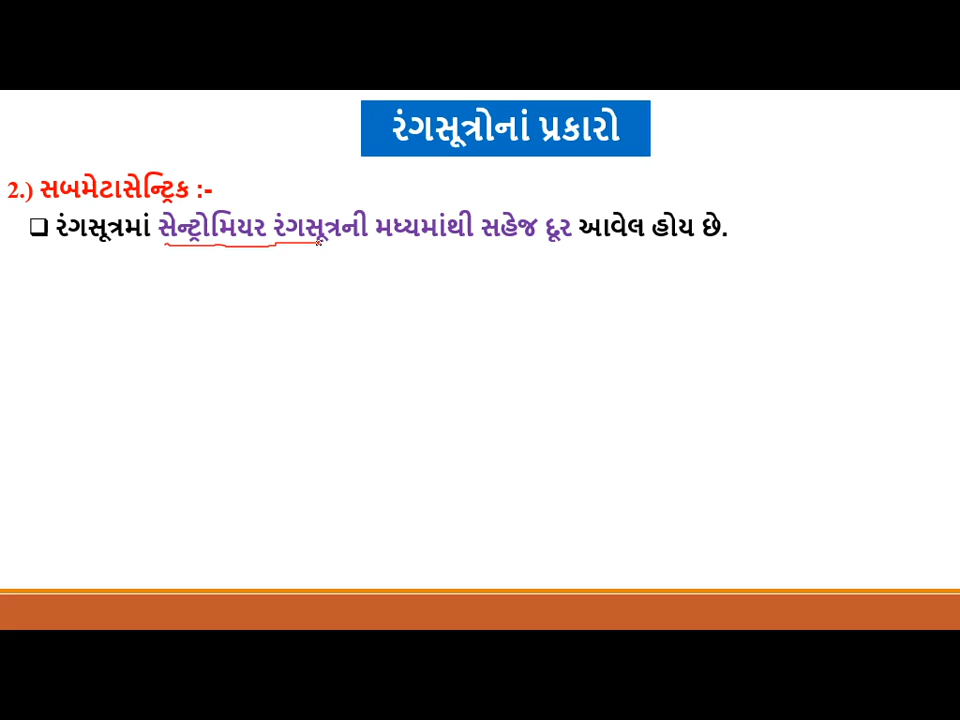 રંગસૂત્રોનાં પ્રકારો
2.) સબમેટાસેન્ટ્રિક :-
❑ રંગસૂત્રમાં સેન્ટ્રોમિયર રંગસૂત્રની મધ્યમાંથી સહેજ દૂર આવેલ હોય છે.